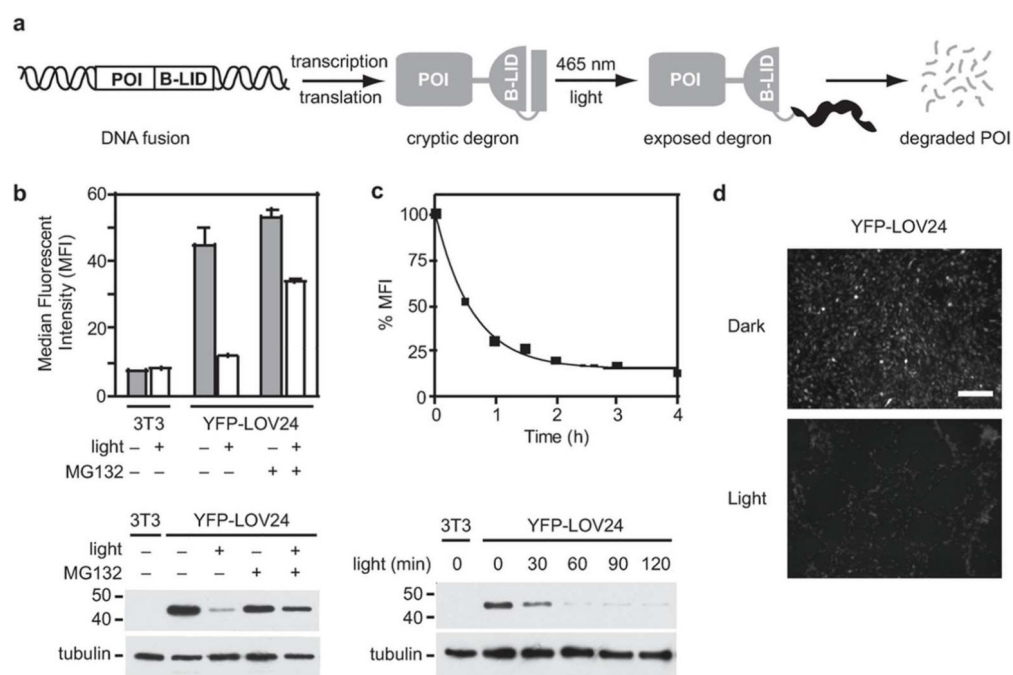 a
transcription
translation
465 nm
light
POI B-LID
POI B-LID
POI B-LID
DNA fusion
cryptic degron
exposed degron
degraded POI
b
Median Fluorescent
Intensity (MFI)
60
40
20
0
3T3
YFP-LOV24
light – + – + – +
MG132 – – – – + +
c
% MFI
100
75
50
25
0
0 1 2 3 4
Time (h)
d
YFP-LOV24
Dark
Light
3T3 YFP-LOV24
light – – + – +
MG132 – – – + +
50
40
tubulin
3T3 YFP-LOV24
light (min) 0 0 30 60 90 120
50
40
tubulin